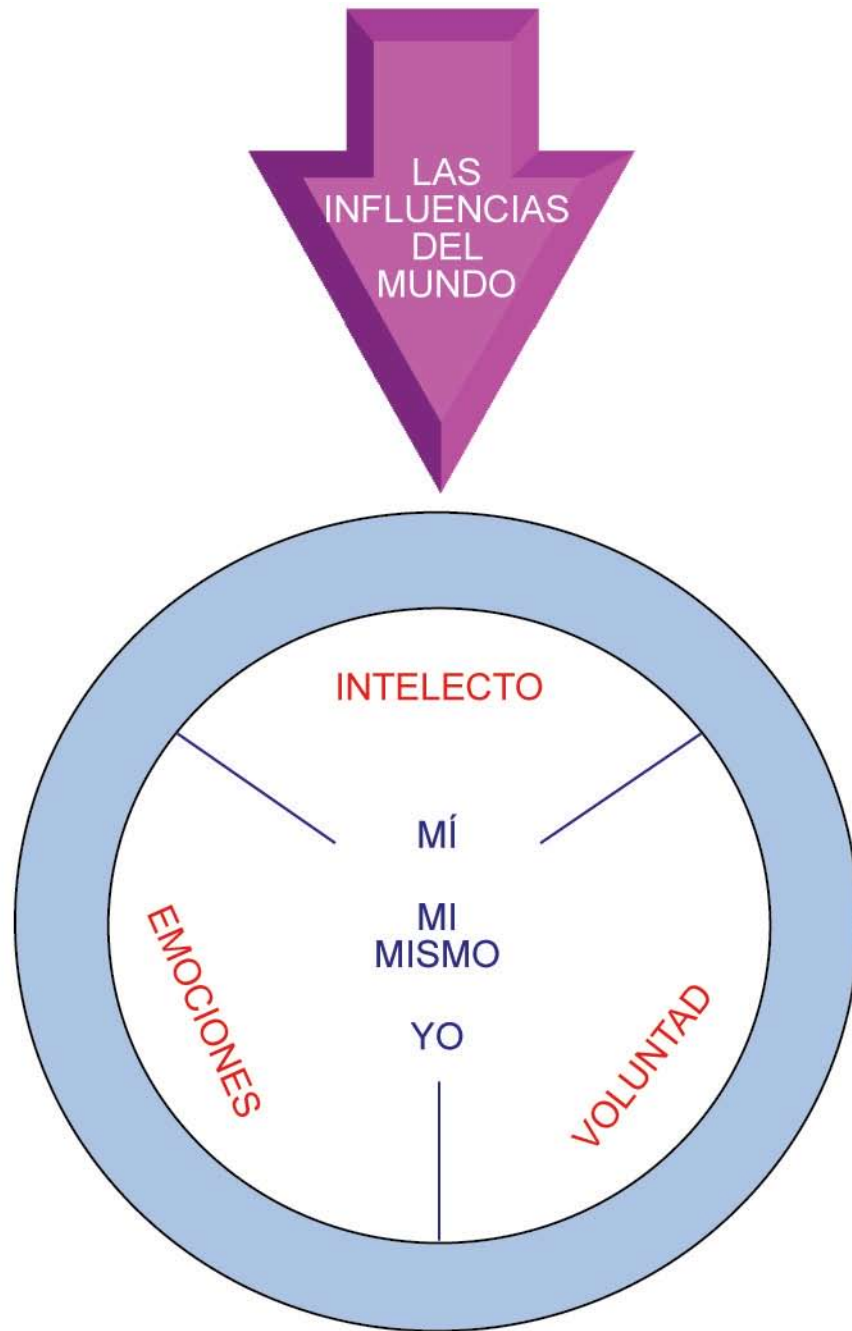 LAS
INFLUENCIAS
DEL
MUNDO
INTELECTO
MÍ
MI
MISMO
YO
EMOCIONES
VOLUNTAD